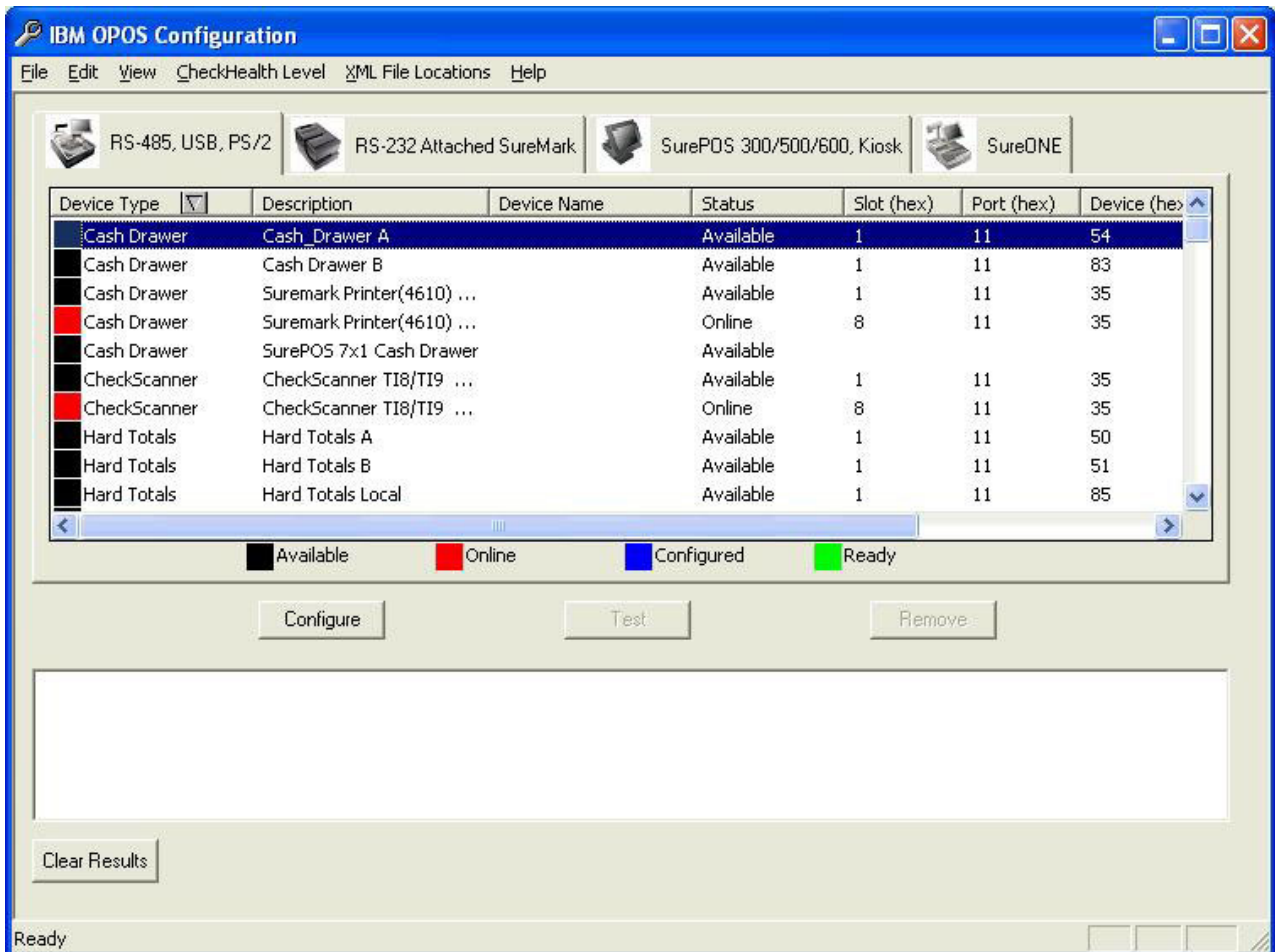 IBM OPOS Configuration
File Edit View CheckHealth Level XML File Locations Help
RS-485, USB, PS/2 RS-232 Attached SureMark SurePOS 300/500/600, Kiosk SureONE
Device Type Description Device Name Status Slot (hex) Port (hex) Device (hex
Cash Drawer Cash_Drawer A Available 1 11 54
Cash Drawer Cash Drawer B Available 1 11 83
Cash Drawer Suremark Printer(4610) ... Available 1 11 35
Cash Drawer Suremark Printer(4610) ... Online 8 11 35
Cash Drawer SurePOS 7x1 Cash Drawer Available
CheckScanner CheckScanner TI8/TI9 ... Available 1 11 35
CheckScanner CheckScanner TI8/TI9 ... Online 8 11 35
Hard Totals Hard Totals A Available 1 11 50
Hard Totals Hard Totals B Available 1 11 51
Hard Totals Hard Totals Local Available 1 11 85
Available Online Configured Ready
Configure Test Remove
Clear Results
Ready